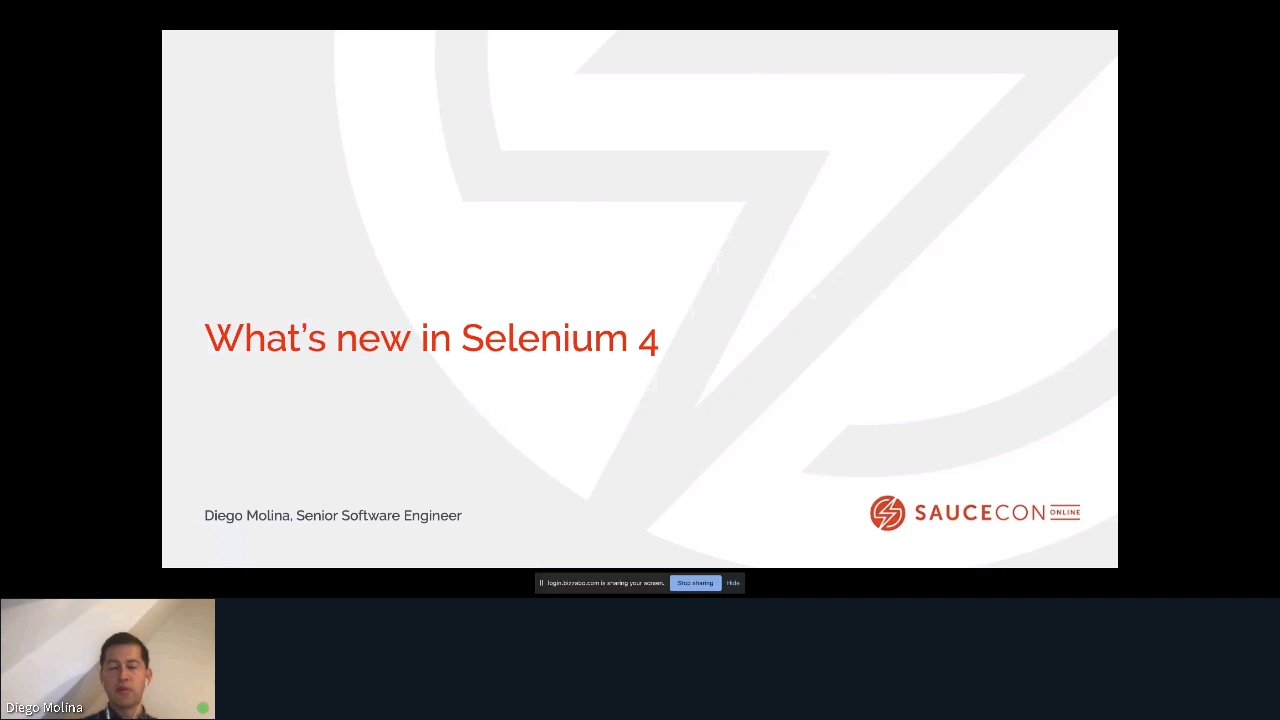 What's new in Selenium 4
Diego Molina, Senior Software Engineer
SAUCECON ONLINE
login.bizzabo.com is sharing your screen. Stop sharing Hide
Diego Molina